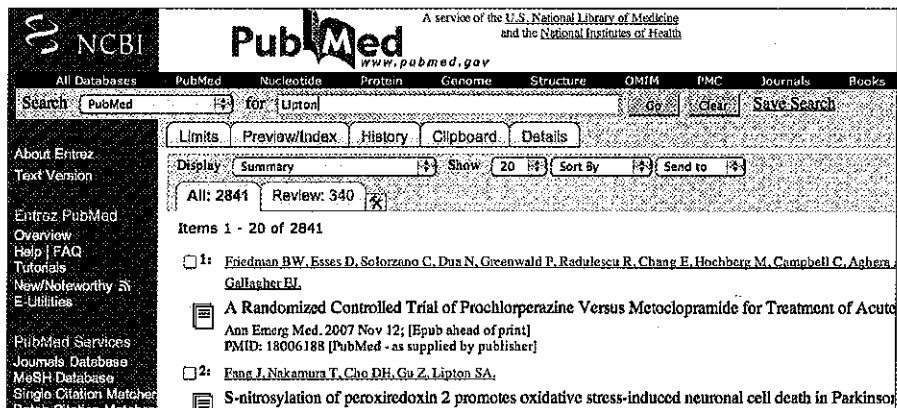 NCBI
PubMed
www.pubmed.gov
A service of the U.S. National Library of Medicine
and the National Institutes of Health
All Databases PubMed Nucleotide Protein Genome Structure OMIM PMC Journals Books
Search PubMed for Lipton Go Clear Save Search
Limits Preview/Index History Clipboard Details
Display Summary Show 20 Sort By Send to
All: 2841 Review: 340
Items 1 - 20 of 2841
About Entrez
Text Version
Entrez PubMed
Overview
Help | FAQ
Tutorials
New/Noteworthy
E-Utilities
PubMed Services
Journals Database
MeSH Database
Single Citation Matcher
1: Friedman BW, Esses D, Solorzano C, Dua N, Greenwald P, Radulescu R, Chang E, Hochberg M, Campbell C, Aghera
Gallagher EJ.
A Randomized Controlled Trial of Prochlorperazine Versus Metoclopramide for Treatment of Acute
Ann Emerg Med. 2007 Nov 12; [Epub ahead of print]
PMID: 18006188 [PubMed - as supplied by publisher]
2: Fang J, Nakamura T, Cho DH, Gu Z, Lipton SA.
S-nitrosylation of peroxiredoxin 2 promotes oxidative stress-induced neuronal cell death in Parkinson